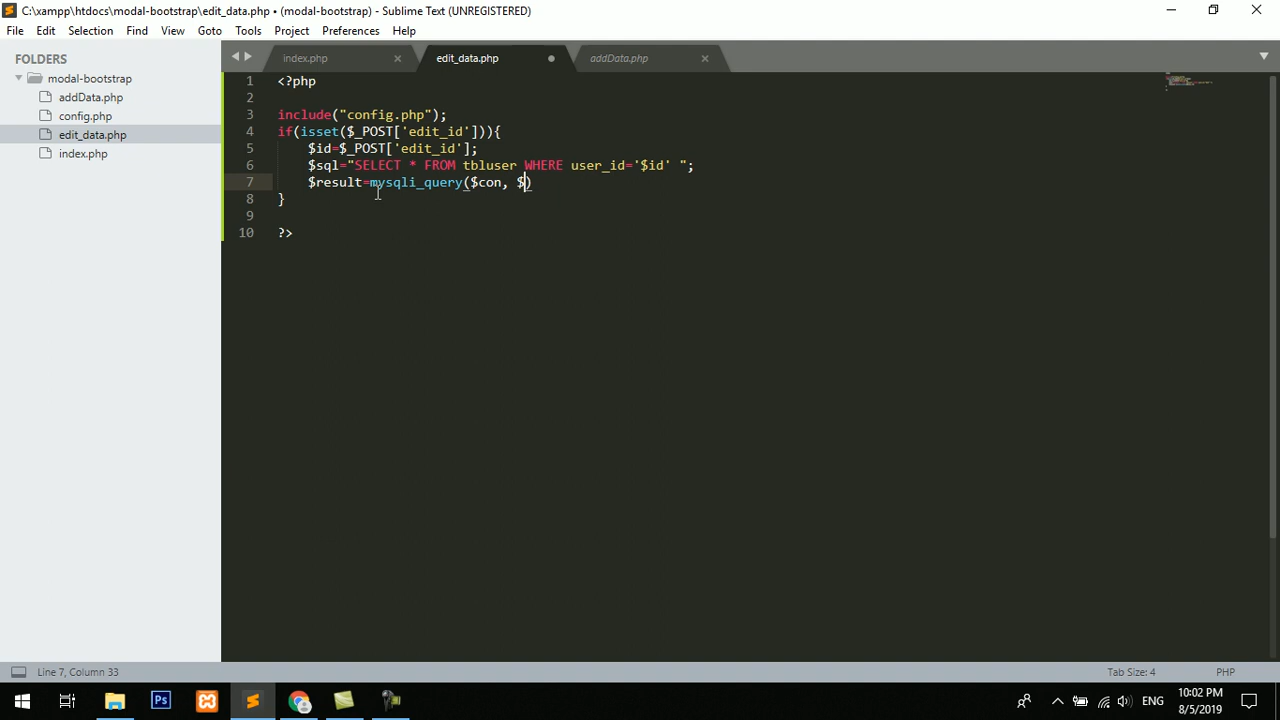 C:\xampp\htdocs\modal-bootstrap\edit_data.php • (modal-bootstrap) - Sublime Text (UNREGISTERED)
File Edit Selection Find View Goto Tools Project Preferences Help
FOLDERS
modal-bootstrap
addData.php
config.php
edit_data.php
index.php
index.php × edit_data.php addData.php ×
1 <?php
2
3 include("config.php");
4 if(isset($_POST['edit_id'])){
5 $id=$_POST['edit_id'];
6 $sql="SELECT * FROM tbluser WHERE user_id='$id' ";
7 $result=mysqli_query($con, $)
8 }
9
10 ?>
Line 7, Column 33 Tab Size: 4 PHP
Ps ENG 10:02 PM
8/5/2019